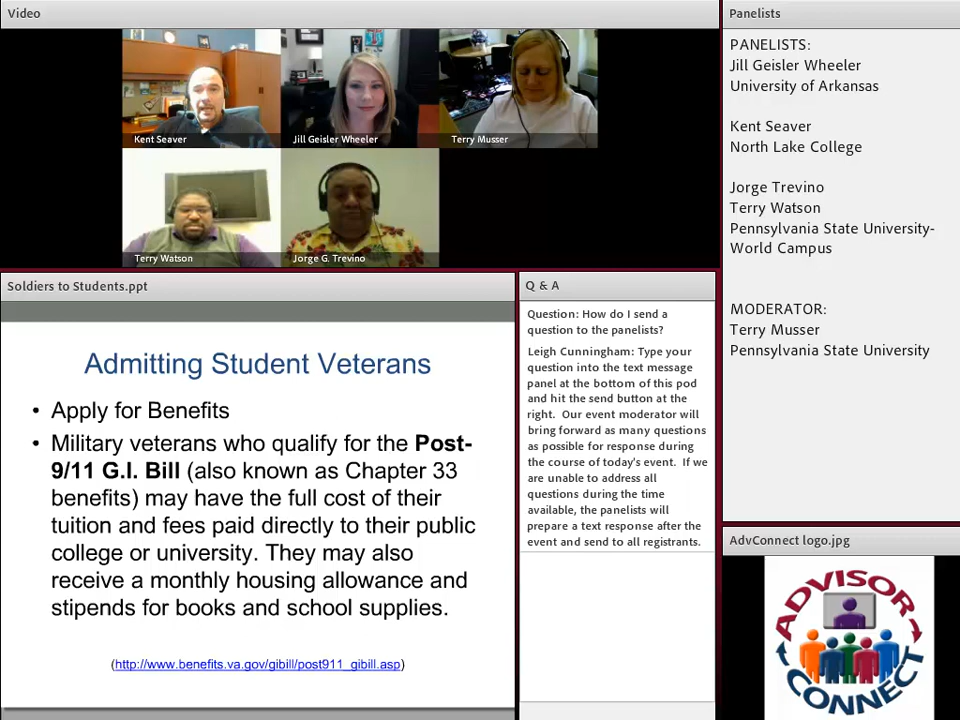 Video
Kent Seaver
Jill Geisler Wheeler
Terry Musser
Terry Watson
Jorge G. Trevino
Panelists
PANELISTS:
Jill Geisler Wheeler
University of Arkansas
Kent Seaver
North Lake College
Jorge Trevino
Terry Watson
Pennsylvania State University-
World Campus
MODERATOR:
Terry Musser
Pennsylvania State University
Soldiers to Students.ppt
Admitting Student Veterans
• Apply for Benefits
• Military veterans who qualify for the Post-
9/11 G.I. Bill (also known as Chapter 33
benefits) may have the full cost of their
tuition and fees paid directly to their public
college or university. They may also
receive a monthly housing allowance and
stipends for books and school supplies.
(http://www.benefits.va.gov/gibill/post911_gibill.asp)
Q & A
Question: How do I send a
question to the panelists?
Leigh Cunningham: Type your
question into the text message
panel at the bottom of this pod
and hit the send button at the
right. Our event moderator will
bring forward as many questions
as possible for response during
the course of today's event. If we
are unable to address all
questions during the time
available, the panelists will
prepare a text response after the
event and send to all registrants.
AdvConnect logo.jpg
ADVISOR
CONNECT